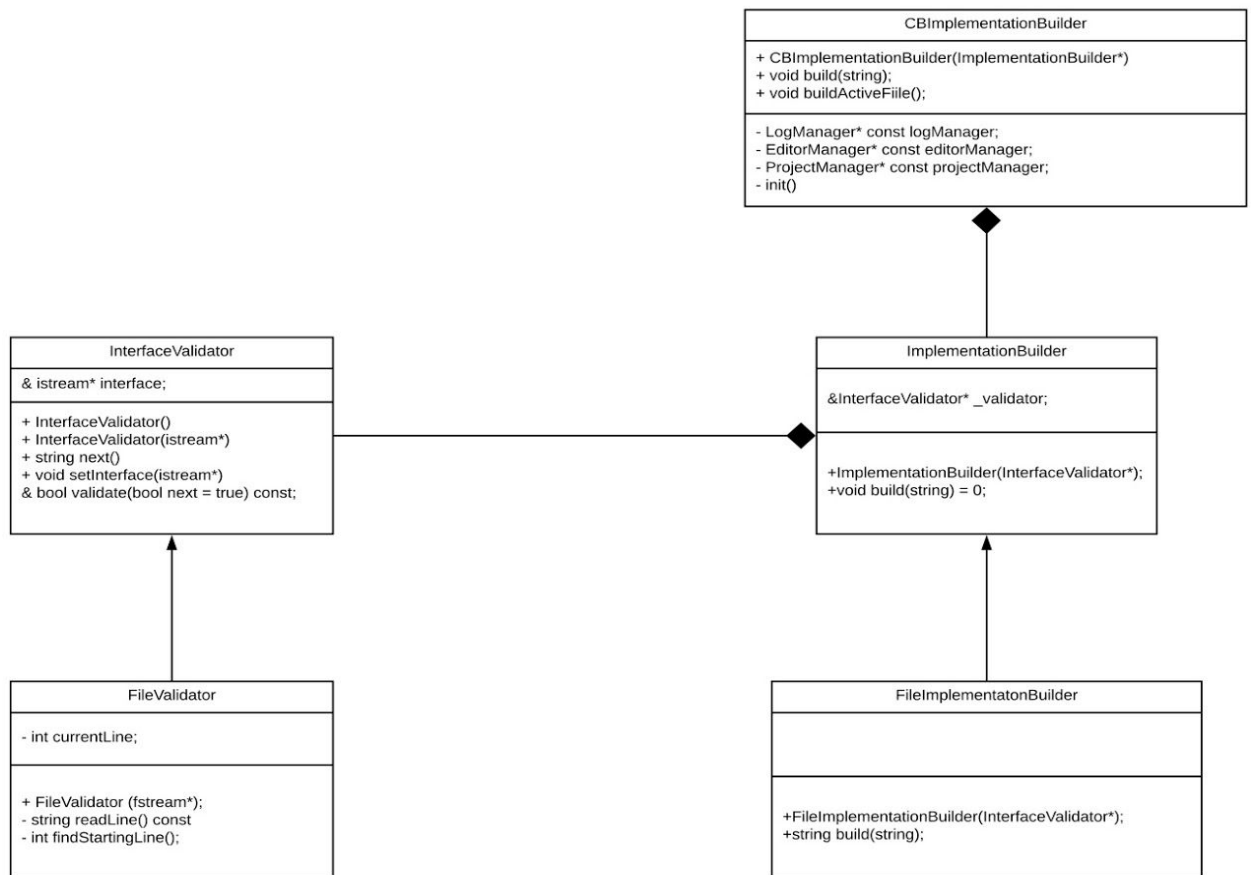 CBImplementationBuilder
+ CBImplementationBuilder(ImplementationBuilder*)
+ void build(string);
+ void buildActiveFiile();
- LogManager* const logManager;
- EditorManager* const editorManager;
- ProjectManager* const projectManager;
- init()
InterfaceValidator
& istream* interface;
+ InterfaceValidator()
+ InterfaceValidator(istream*)
+ string next()
+ void setInterface(istream*)
& bool validate(bool next = true) const;
ImplementationBuilder
&InterfaceValidator* _validator;
+ImplementationBuilder(InterfaceValidator*);
+void build(string) = 0;
FileValidator
- int currentLine;
+ FileValidator (fstream*);
- string readLine() const
- int findStartingLine();
FileImplementatonBuilder
+FileImplementationBuilder(InterfaceValidator*);
+string build(string);